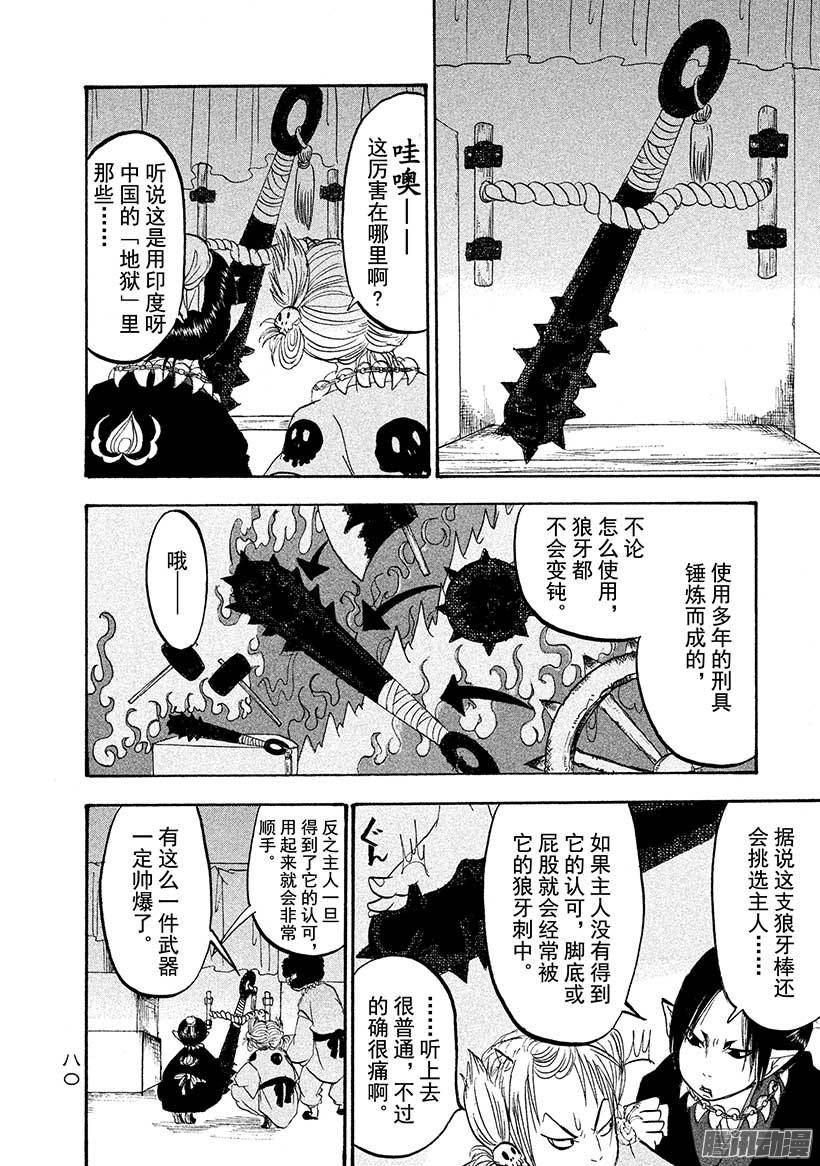 哇噢——
这厉害在哪里啊？
听说这是用印度呀
中国的「地狱」里
那些……
使用多年的刑具
锤炼而成的，
不论
怎么使用，
狼牙都
不会变钝。
哦——
据说这支狼牙棒还
会挑选主人……
如果主人没有得到
它的认可，脚底或
屁股就会经常被
它的狼牙刺中。
ぐん
……听上去
很普通，不过
的确很痛啊。
反之主人一旦
得到了它的认可，
用起来就会非常
顺手。
有这么一件武器
一定帅爆了。
八〇
腾讯动漫